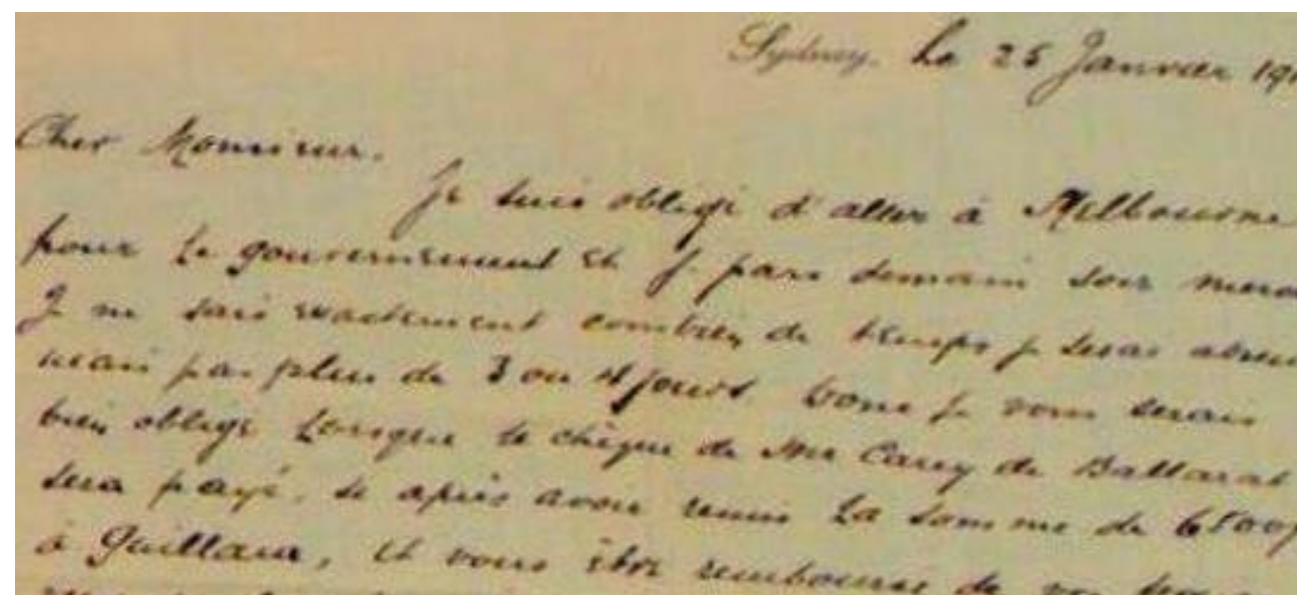 Sydney. Le 25 Janvier 191
Cher Monsieur.
Je suis obligé d'aller à Melbourne
pour le gouvernement et je pars demain soir
Je ne sais exactement combien de temps je serai
mais pas plus de 3 ou 4 jours. Donc je vous serais
bien obligé lorsque le chèque de Mr Carey de Ballarat
sera payé, de après avoir remis la somme de
à Guillaux, et vous être remboursé de vos